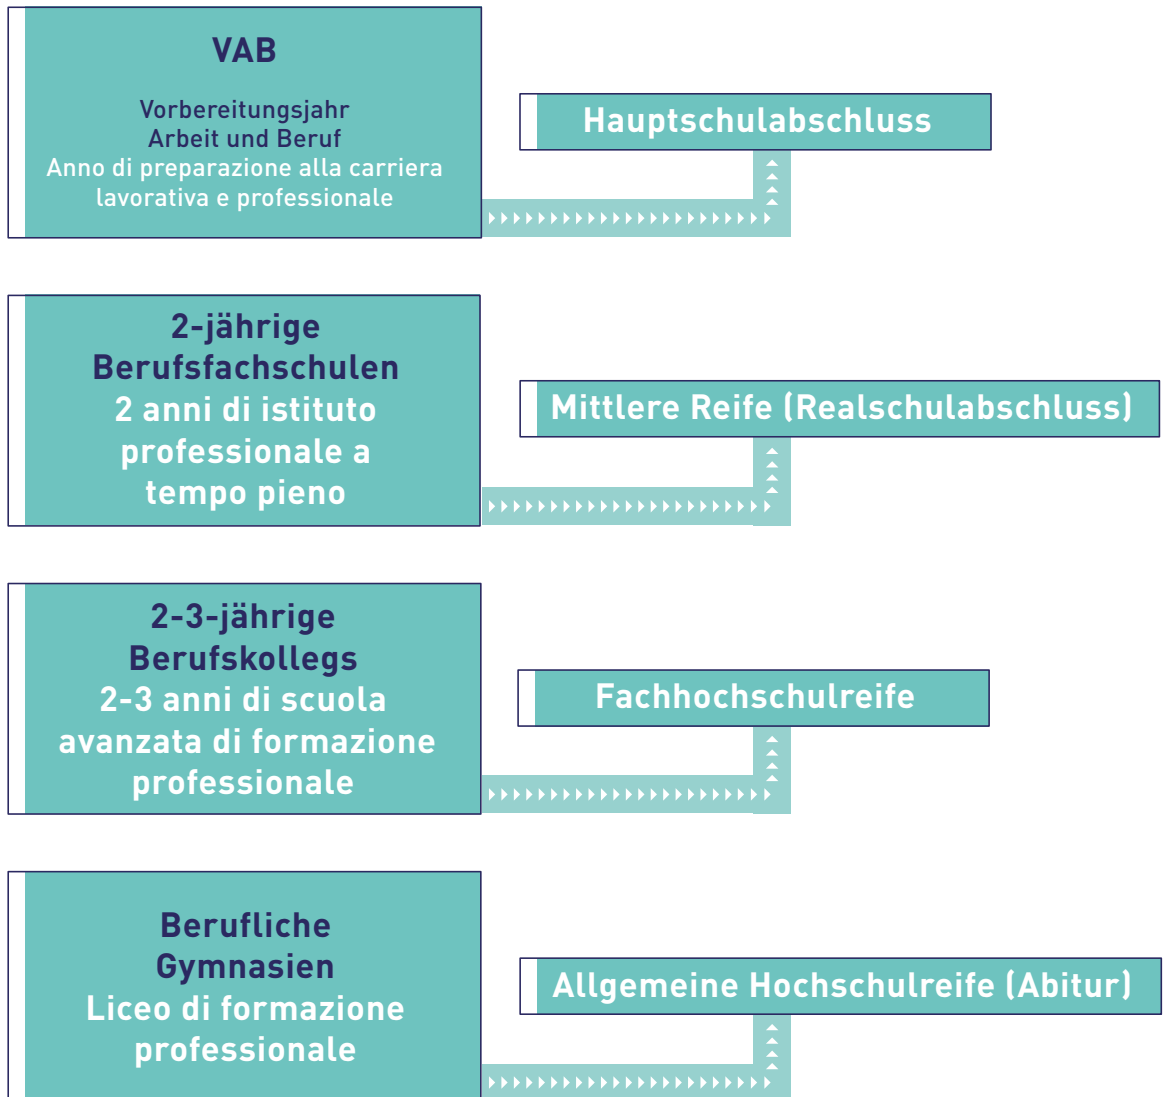 VAB
Vorbereitungsjahr
Arbeit und Beruf
Anno di preparazione alla carriera
lavorativa e professionale
Hauptschulabschluss
2-jährige
Berufsfachschulen
2 anni di istituto
professionale a
tempo pieno
Mittlere Reife (Realschulabschluss)
2-3-jährige
Berufskollegs
2-3 anni di scuola
avanzata di formazione
professionale
Fachhochschulreife
Berufliche
Gymnasien
Liceo di formazione
professionale
Allgemeine Hochschulreife (Abitur)